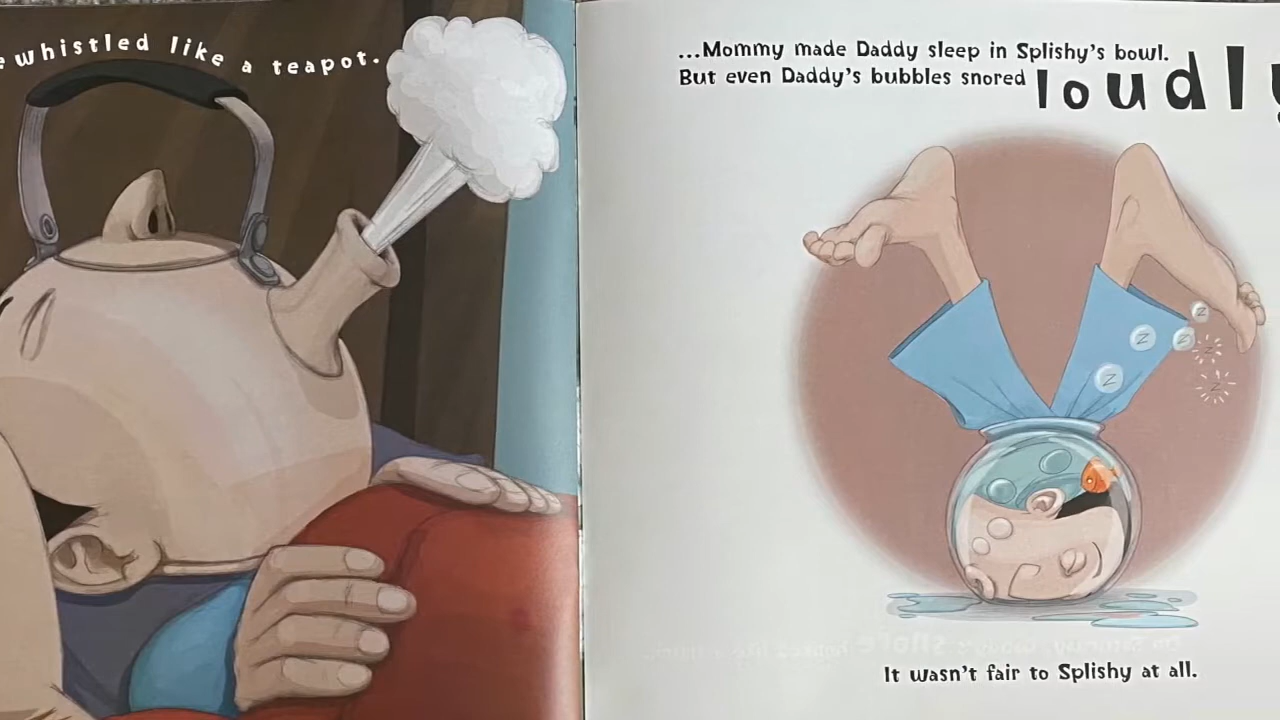 whistled like a teapot.
...Mommy made Daddy sleep in Splishy's bowl.
But even Daddy's bubbles snored loudly
z
z
z
z
z
z
It wasn't fair to Splishy at all.